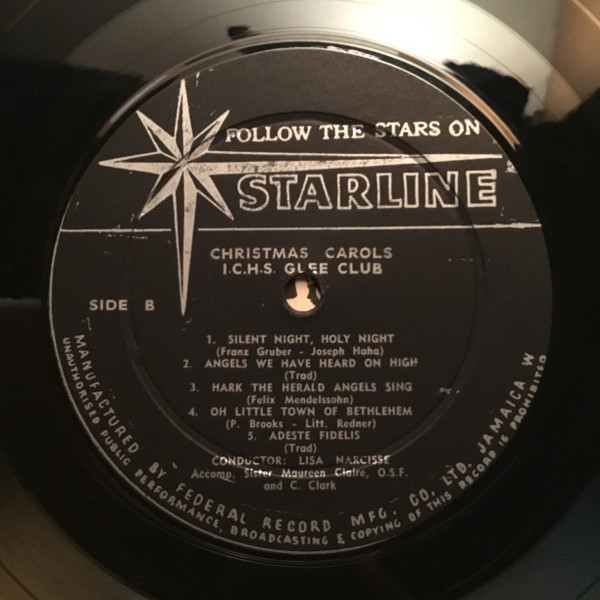 FOLLOW THE STARS ON
STARLINE
CHRISTMAS CAROLS
I.C.H.S. GLEE CLUB
SIDE B
1. SILENT NIGHT, HOLY NIGHT
(Franz Gruber - Joseph Haha)
2. ANGELS WE HAVE HEARD ON HIGH
(Trad)
3. HARK THE HERALD ANGELS SING
(Felix Mendelssohn)
4. OH LITTLE TOWN OF BETHLEHEM
(P. Brooks - Litt. Redner)
5. ADESTE FIDELIS
(Trad)
CONDUCTOR: LISA NARCISSE
Accomp. Sister Maureen Claire, O.S.F.
and C. Clark
MANUFACTURED BY FEDERAL RECORD MFG. CO. LTD. JAMAICA W
UNAUTHORISED PUBLIC PERFORMANCE, BROADCASTING & COPYING OF THIS RECORD IS PROHIBITED